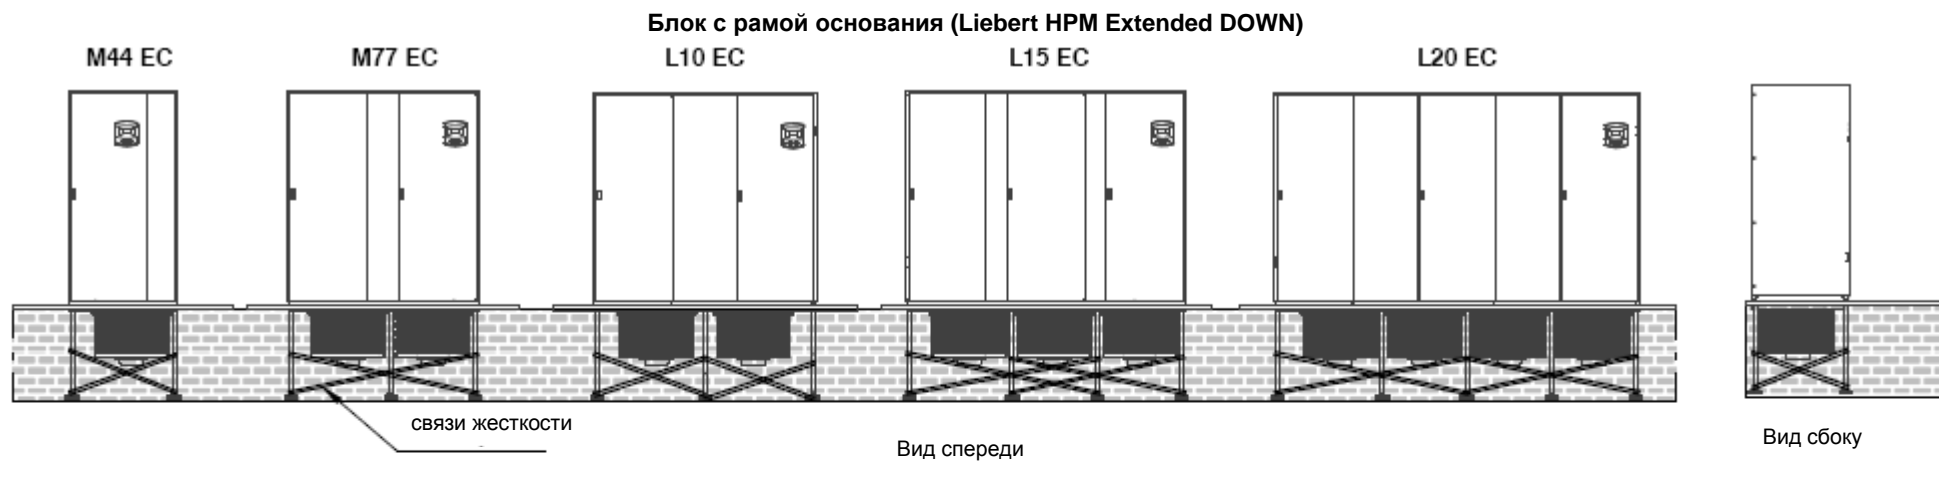 Блок с рамой основания (Liebert HPM Extended DOWN)
M44 EC M77 EC L10 EC L15 EC L20 EC
связи жесткости
Вид спереди
Вид сбоку